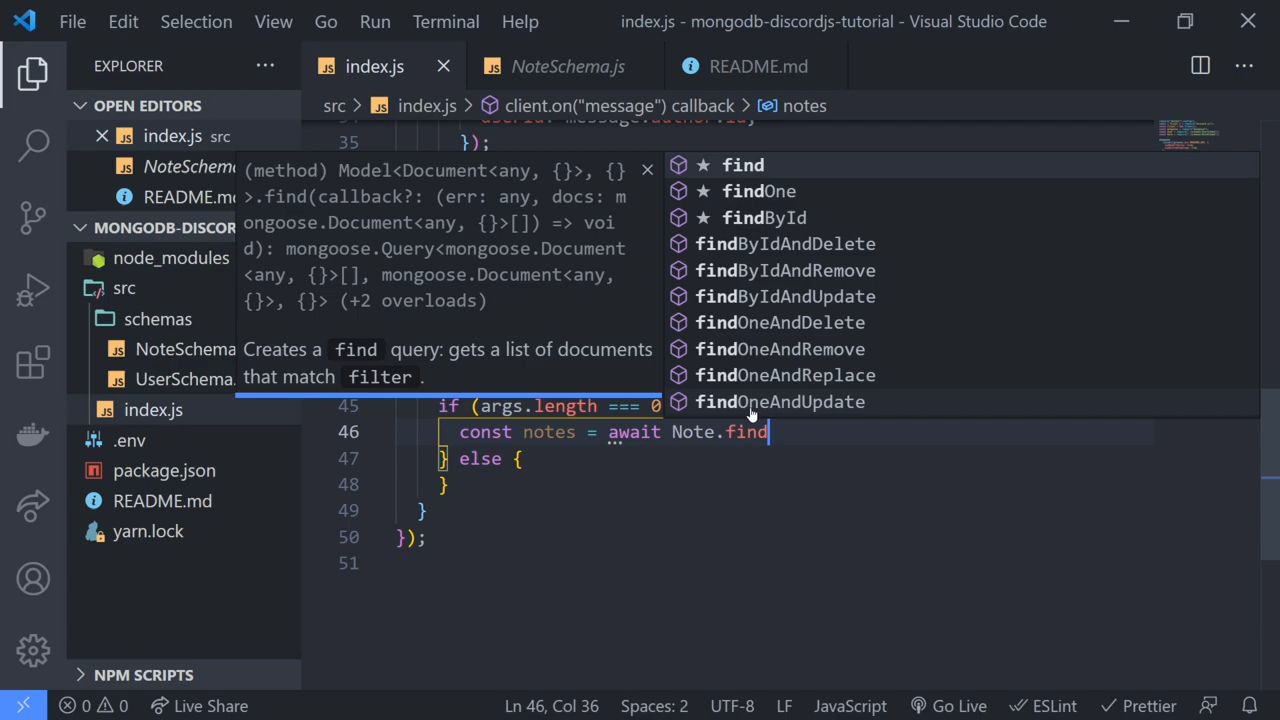 File Edit Selection View Go Run Terminal Help index.js - mongodb-discordjs-tutorial - Visual Studio Code
EXPLORER
index.js
NoteSchema.js
README.md
OPEN EDITORS
index.js src
NoteSchema
README.md
MONGODB-DISCOR
node_modules
src
schemas
NoteSchema
UserSchema.
index.js
.env
package.json
README.md
yarn.lock
NPM SCRIPTS
src > index.js > client.on("message") callback > notes
35 });
(method) Model<Document<any, {}>, {}
>.find(callback?: (err: any, docs: m
ongoose.Document<any, {}>[]) => voi
d): mongoose.Query<mongoose.Document
<any, {}>[], mongoose.Document<any,
{}>, {}> (+2 overloads)
Creates a find query: gets a list of documents
that match filter .
★ find
★ findOne
★ findById
findByIdAndDelete
findByIdAndRemove
findByIdAndUpdate
findOneAndDelete
findOneAndRemove
findOneAndReplace
findOneAndUpdate
45 if (args.length === 0
46 const notes = await Note.find
47 } else {
48 }
49 }
50 });
51
0 0 Live Share Ln 46, Col 36 Spaces: 2 UTF-8 LF JavaScript Go Live ESLint Prettier